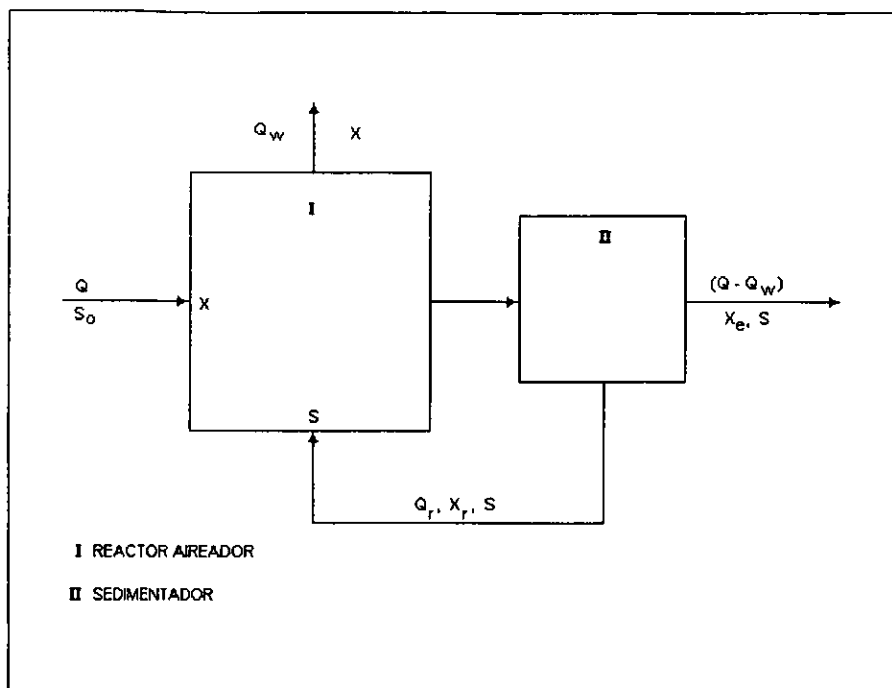 Q_w X
I
II
Q
S_o
X
(Q - Q_w)
X_e, S
S
Q_r, X_r, S
I REACTOR AIREADOR
II SEDIMENTADOR